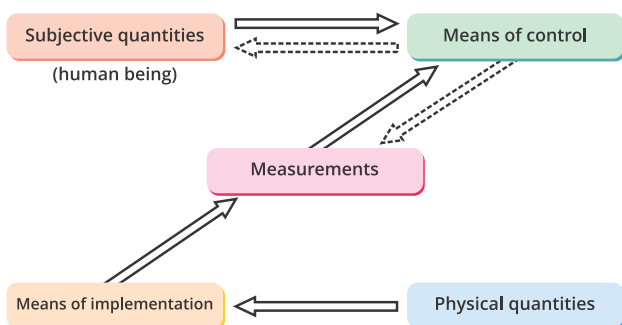 Subjective quantities
Means of control
(human being)
Measurements
Means of implementation
Physical quantities